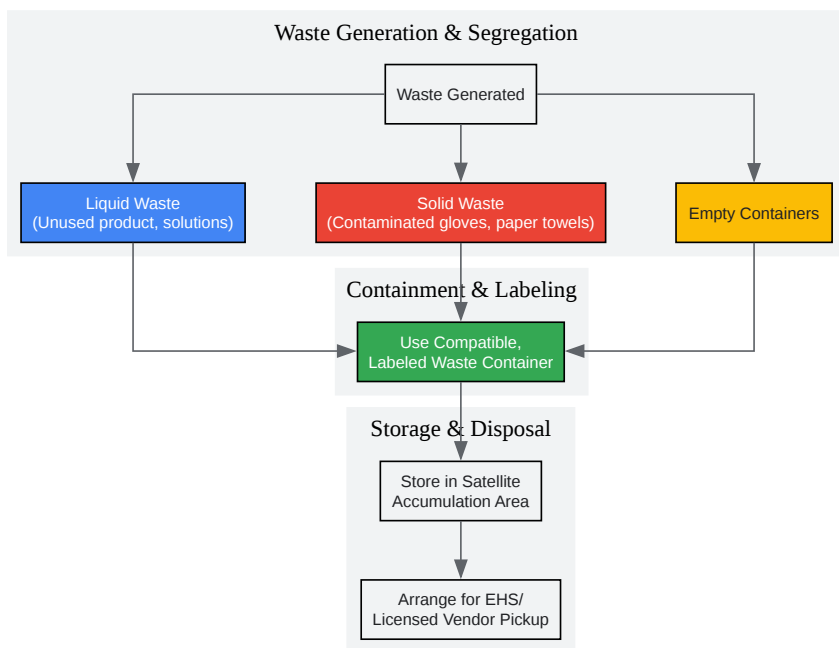 Waste Generation & Segregation
Waste Generated
Liquid Waste
(Unused product, solutions)
Solid Waste
(Contaminated gloves, paper towels)
Empty Containers
Containment & Labeling
Use Compatible,
Labeled Waste Container
Storage & Disposal
Store in Satellite
Accumulation Area
Arrange for EHS/
Licensed Vendor Pickup